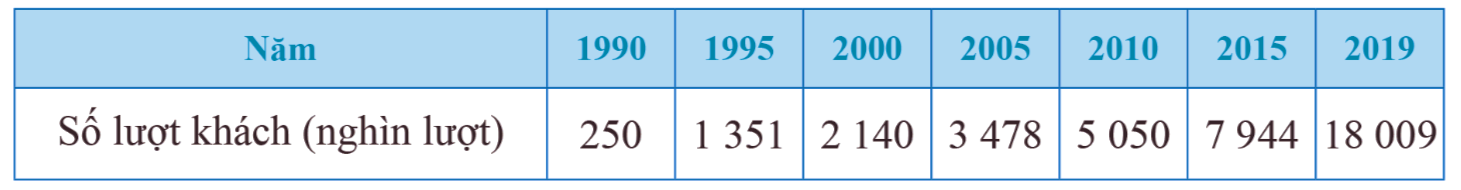 Năm 1990 1995 2000 2005 2010 2015 2019
Số lượt khách (nghìn lượt) 250 1 351 2 140 3 478 5 050 7 944 18 009